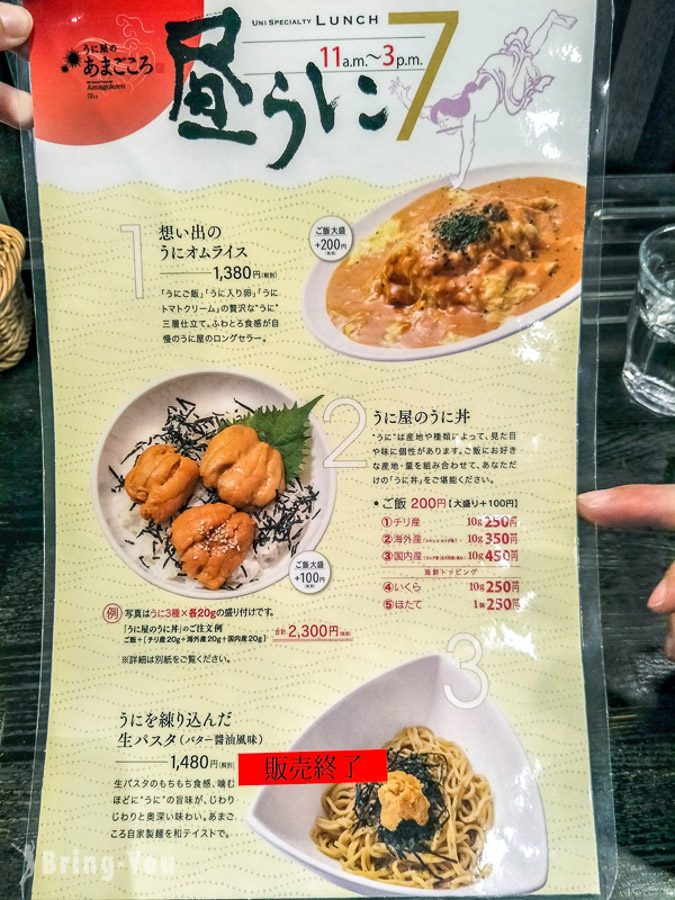 うに屋の
あまごころ
Amagokoro
UNI SPECIALTY LUNCH
11a.m.~3p.m.
昼うに7
1
想い出の
うにオムライス
1,380円(税別)
「うにご飯」「うに入り卵」「うに
トマトクリーム」の贅沢な“うに”
三層仕立て。ふわとろ食感が自
慢のうに屋のロングセラー。
ご飯大盛
+200円
(税別)
2
うに屋のうに丼
“うに”は産地や種類によって、見た目
や味に個性があります。ご飯にお好き
な産地・量を組み合わせて、あなただ
けの「うに丼」をご堪能ください。
•ご飯 200円【大盛り+100円】
①チリ産 10g 250円
②海外産 10g 350円
③国内産 10g 450円
海鮮トッピング
④いくら 10g 250円
⑤ほたて 1個 250円
ご飯大盛
+100円
(税別)
例 写真はうに3種×各20gの盛り付けです。
「うに屋のうに丼」のご注文例
ご飯+[チリ産20g+海外産20g+国内産20g]
合計 2,300円(税別)
※詳細は別紙をご覧ください。
3
うにを練り込んだ
生パスタ(バター醤油風味)
1,480円(税別)
販売終了
生パスタのもちもち食感、噛む
ほどに“うに”の旨味が、じわり
じわりと奥深い味わい。あまご
ころ自家製麺を和テイストで。
Bring-You